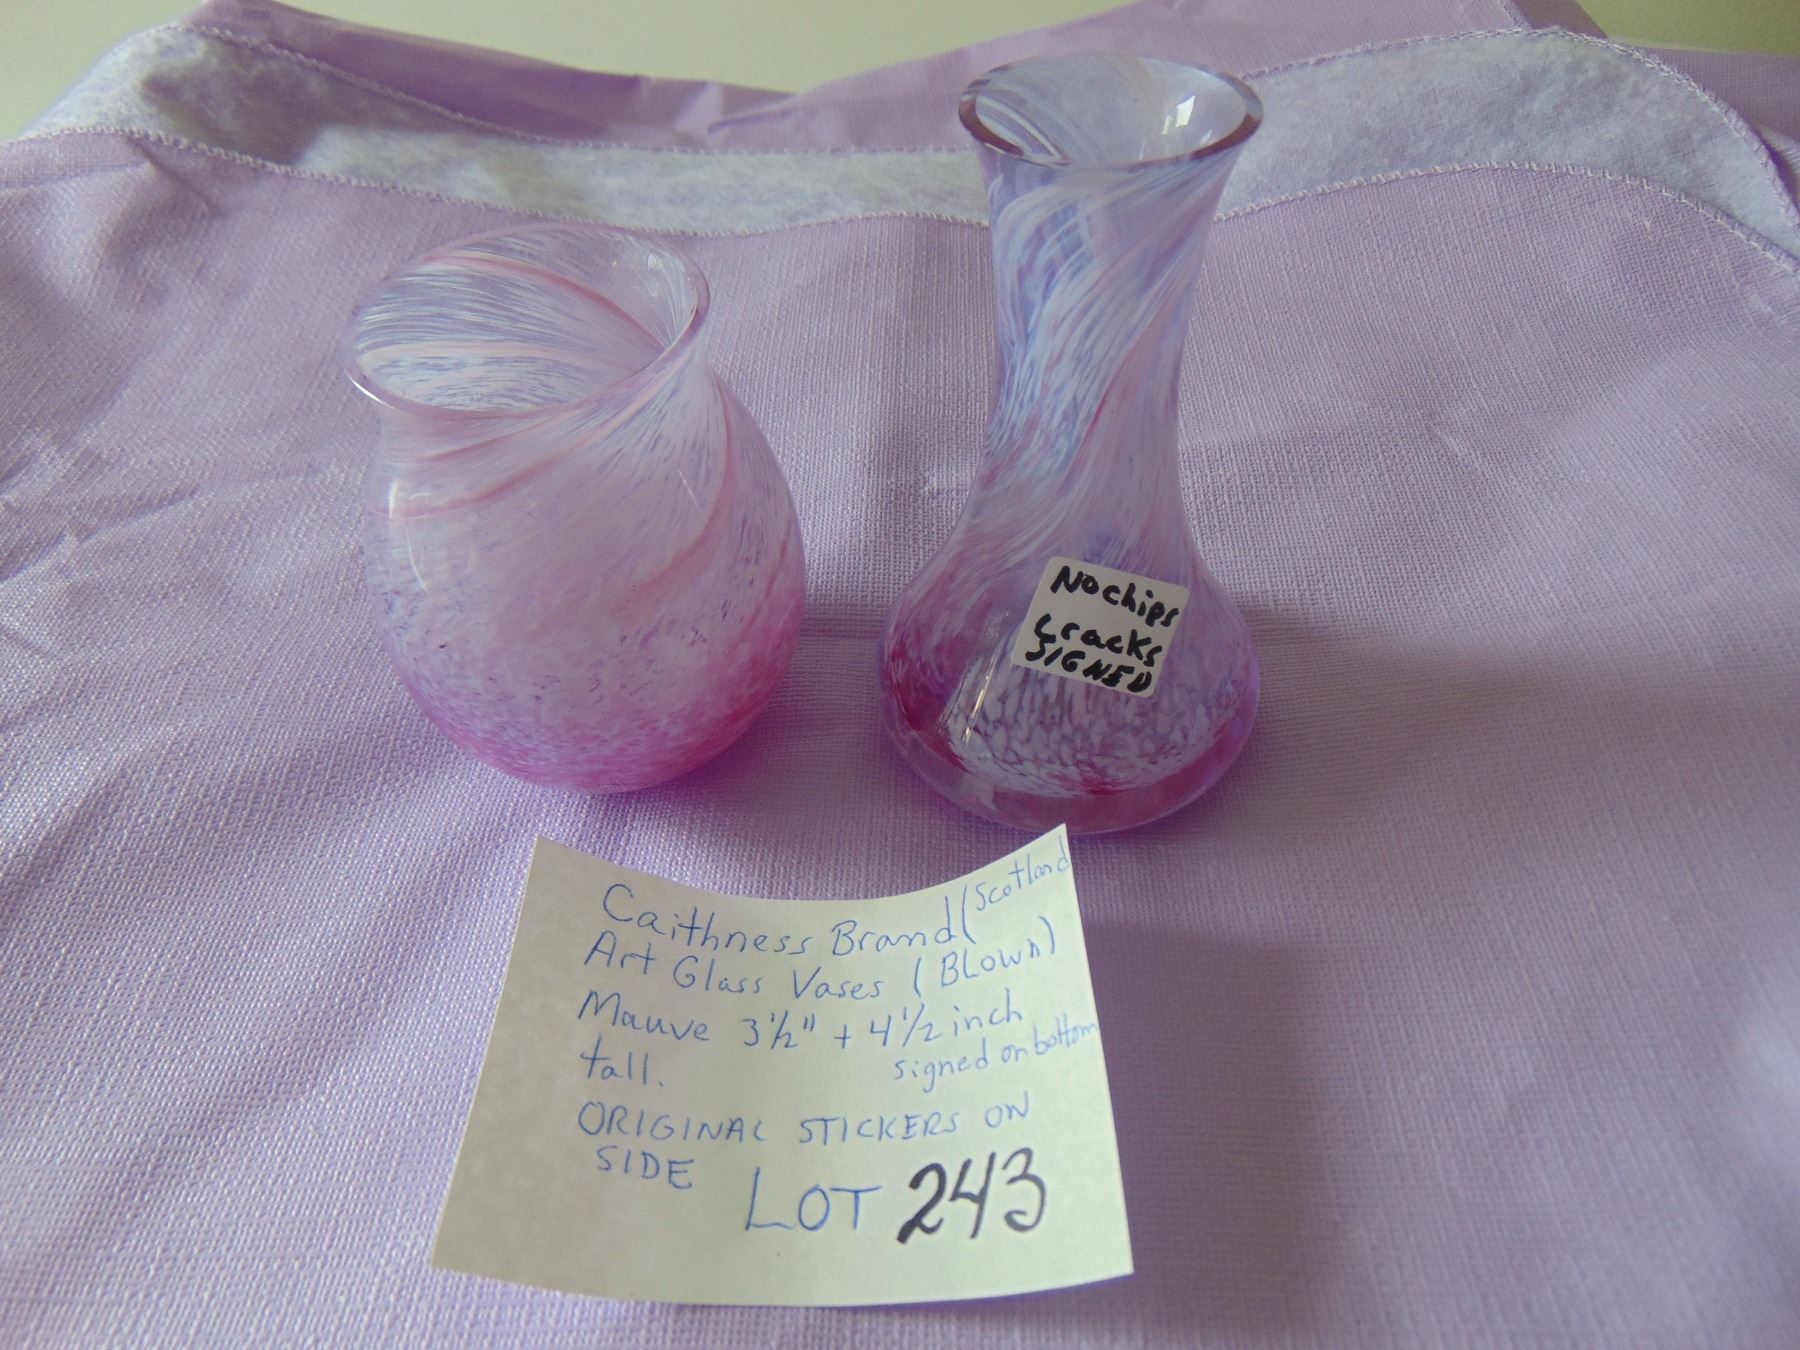 No chips
Cracks
SIGNED
Caithness Brand (Scotland
Art Glass Vases (BLown)
Mauve 3½" + 4½ inch
tall. signed on bottom
ORIGINAL STICKERS ON
SIDE
LOT 243